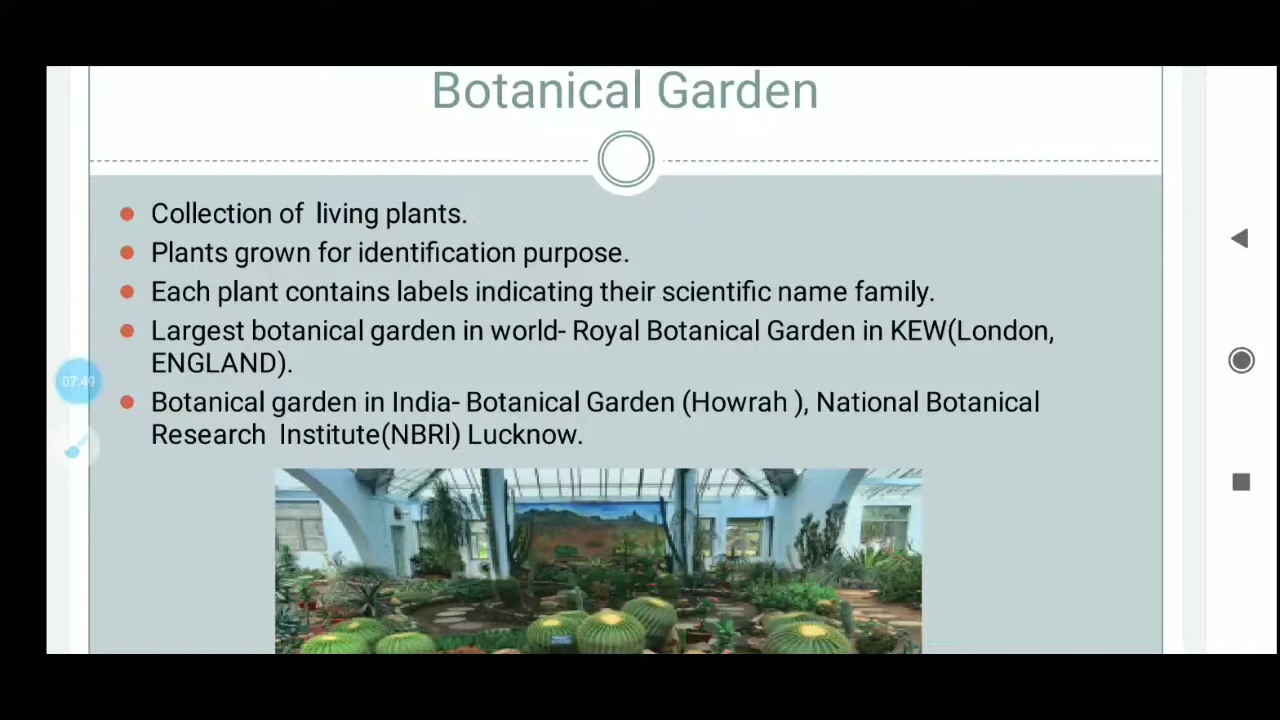 Botanical Garden
Collection of living plants.
Plants grown for identification purpose.
Each plant contains labels indicating their scientific name family.
Largest botanical garden in world- Royal Botanical Garden in KEW(London,
ENGLAND).
07:49
Botanical garden in India- Botanical Garden (Howrah ), National Botanical
Research Institute(NBRI) Lucknow.